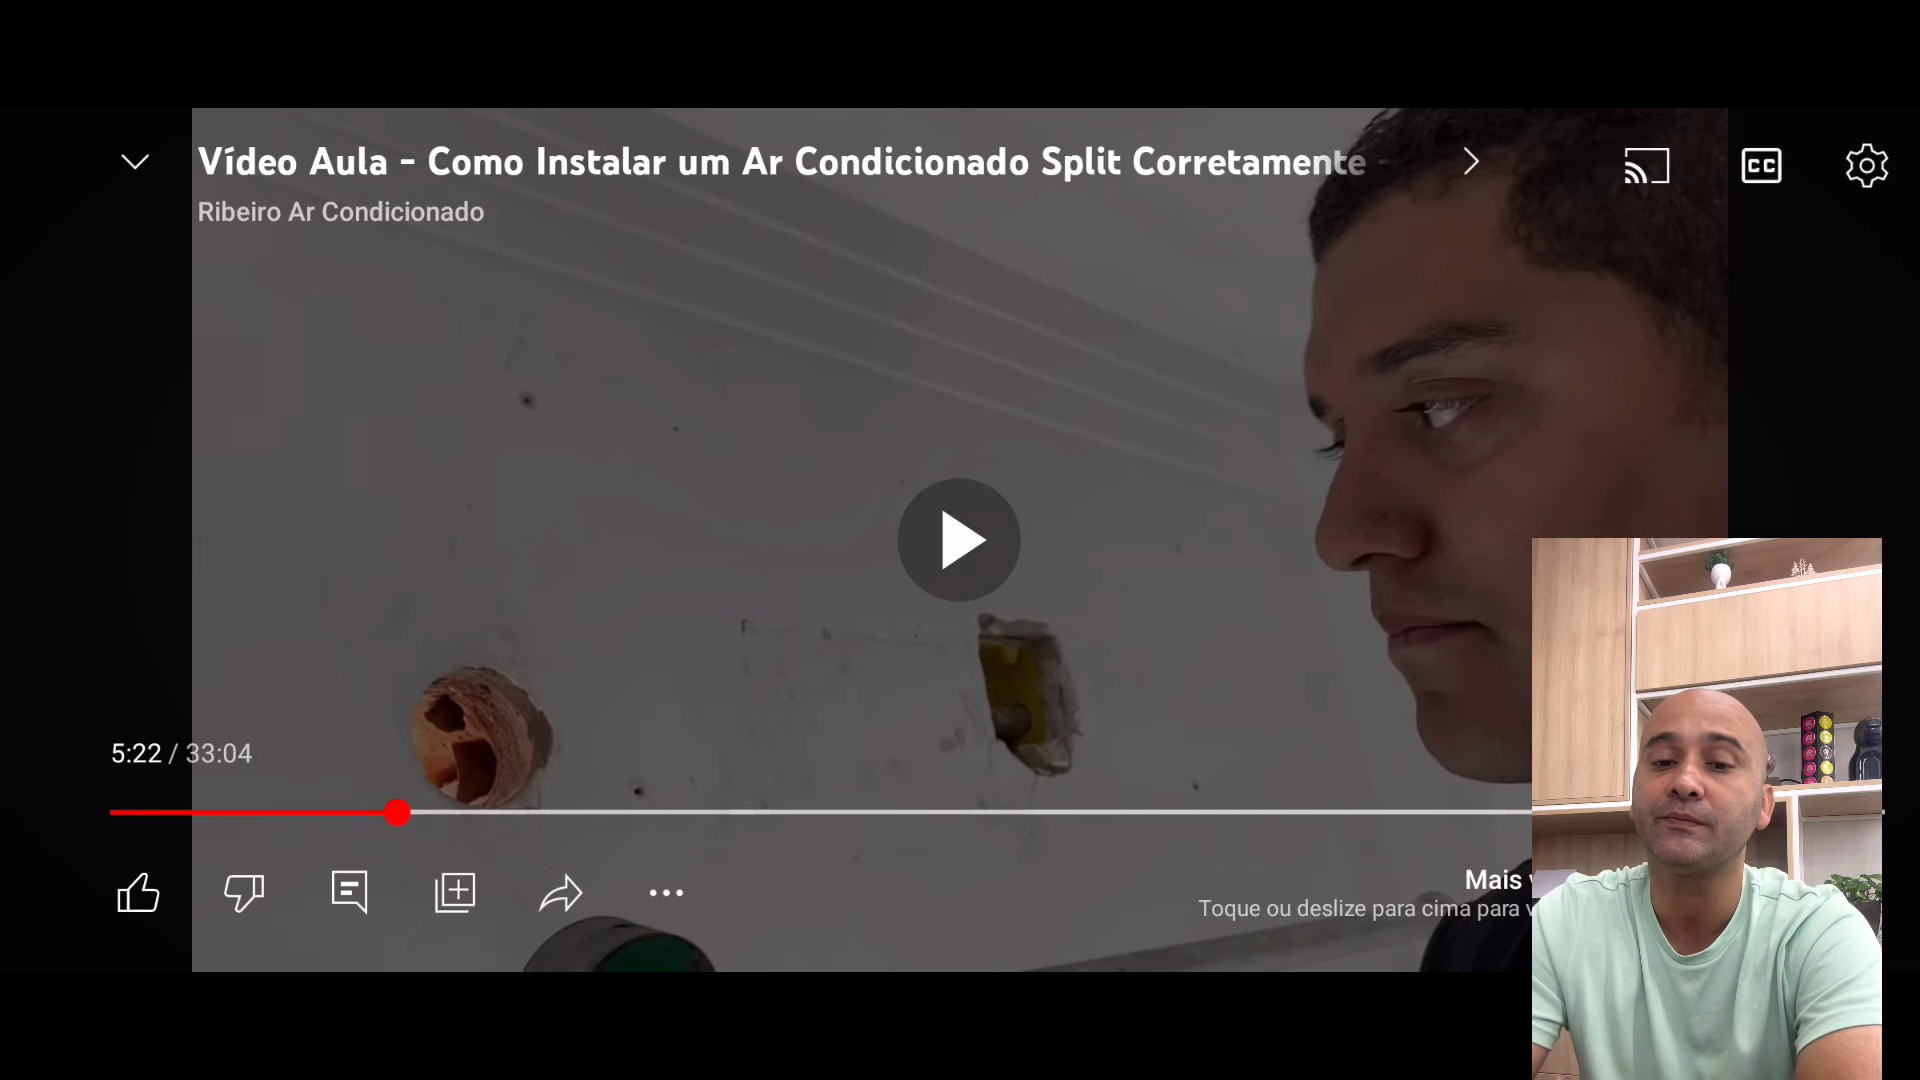 Vídeo Aula - Como Instalar um Ar Condicionado Split Corretamente -
Ribeiro Ar Condicionado
CC
5:22 / 33:04
Mais
Toque ou deslize para cima para